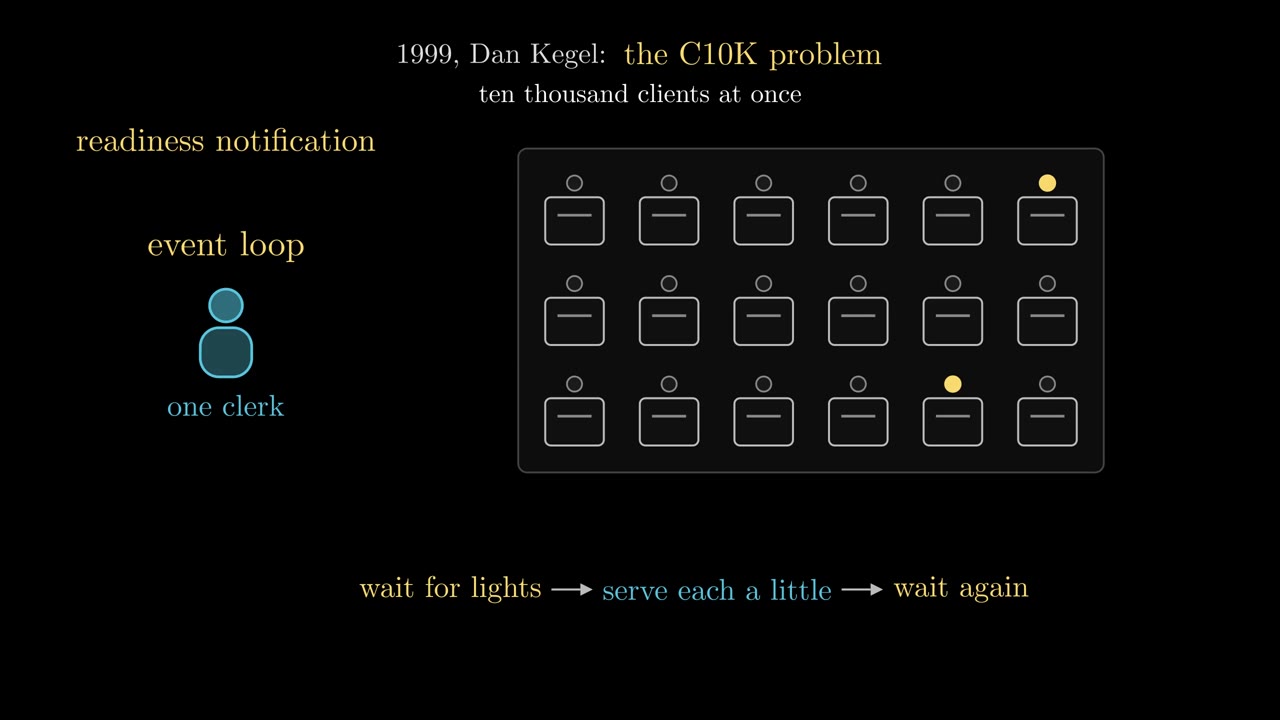 1999, Dan Kegel: the C10K problem
ten thousand clients at once
readiness notification
event loop
one clerk
wait for lights
serve each a little
wait again